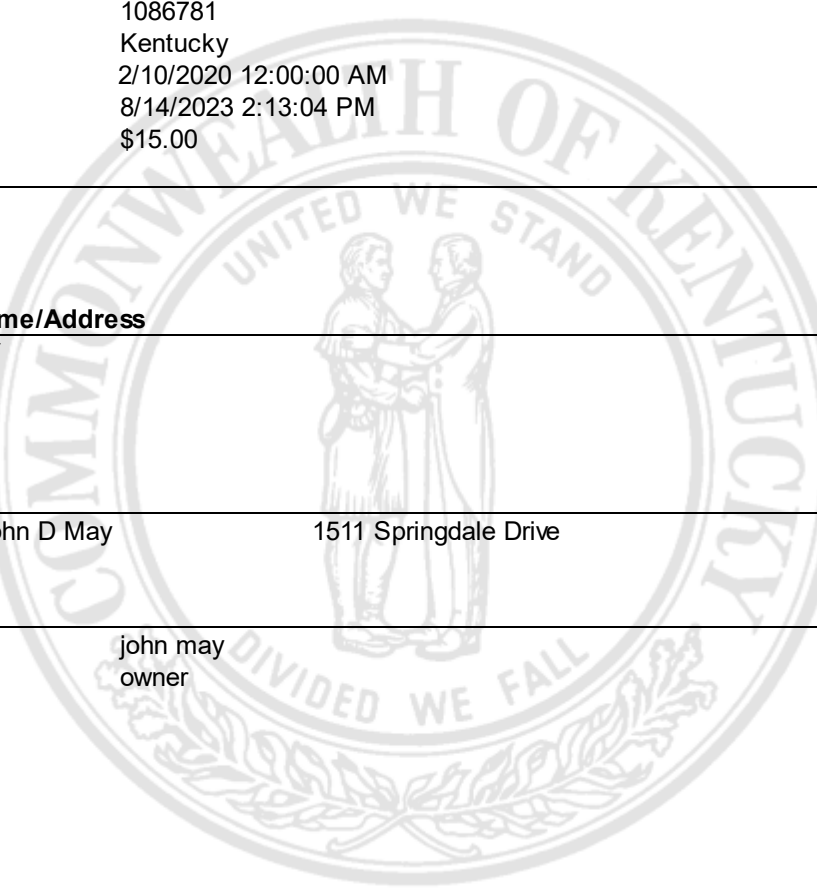 1086781
Kentucky
2/10/2020 12:00:00 AM
8/14/2023 2:13:04 PM
$15.00
COMMONWEALTH OF KENTUCKY
UNITED WE STAND
me/Address
hn D May 1511 Springdale Drive
john may
owner
DIVIDED WE FALL